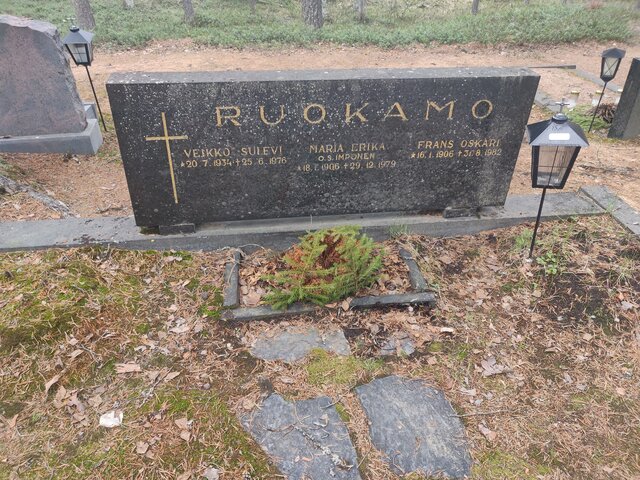 RUOKAMO
VEIKKO SULEVI
*20.7.1934 +25.6.1976
MARIA ERIKA
O.S. IMPONEN
*18.1.1906 +29.12.1979
FRANS OSKARI
*16.1.1906 +31.8.1982